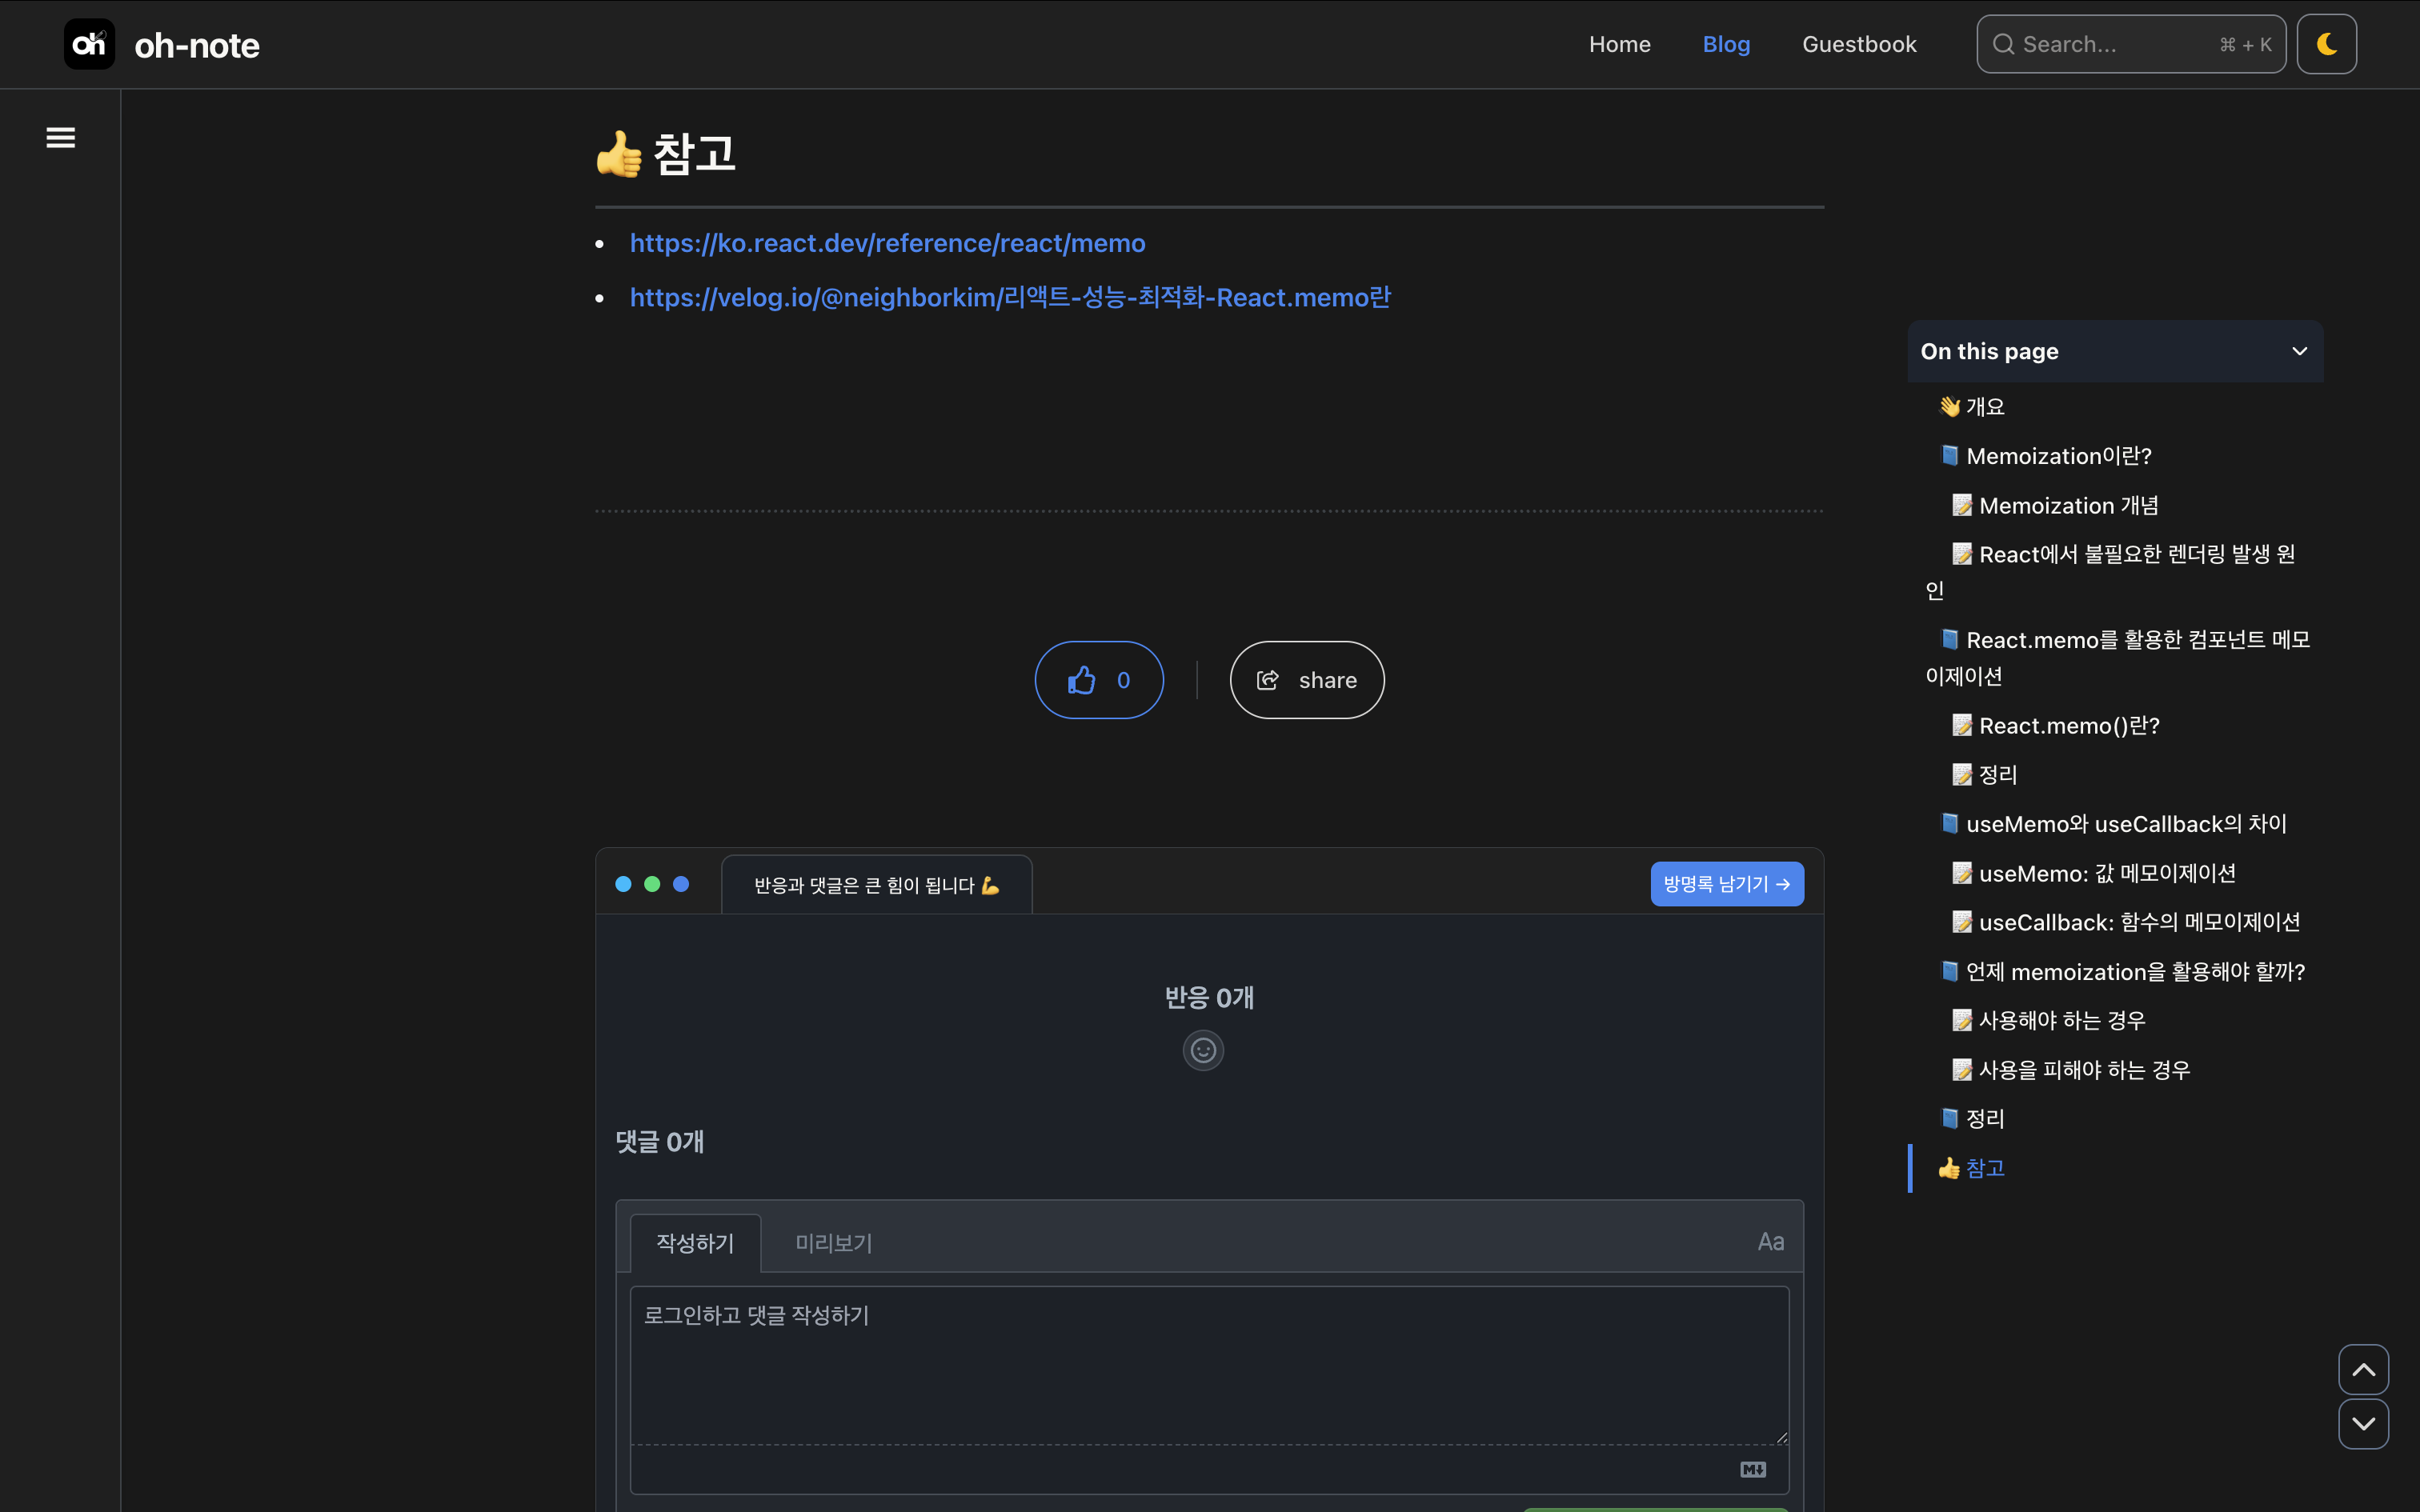 oh
oh-note
Home
Blog
Guestbook
Search...
⌘ + K
👍 참고
• https://ko.react.dev/reference/react/memo
• https://velog.io/@neighborkim/리액트-성능-최적화-React.memo란
0
share
반응과 댓글은 큰 힘이 됩니다 💪
방명록 남기기 →
반응 0개
댓글 0개
작성하기
미리보기
Aa
로그인하고 댓글 작성하기
M
On this page
👋 개요
📘 Memoization이란?
📝 Memoization 개념
📝 React에서 불필요한 렌더링 발생 원
인
📘 React.memo를 활용한 컴포넌트 메모
이제이션
📝 React.memo()란?
📝 정리
📘 useMemo와 useCallback의 차이
📝 useMemo: 값 메모이제이션
📝 useCallback: 함수의 메모이제이션
📘 언제 memoization을 활용해야 할까?
📝 사용해야 하는 경우
📝 사용을 피해야 하는 경우
📘 정리
👍 참고